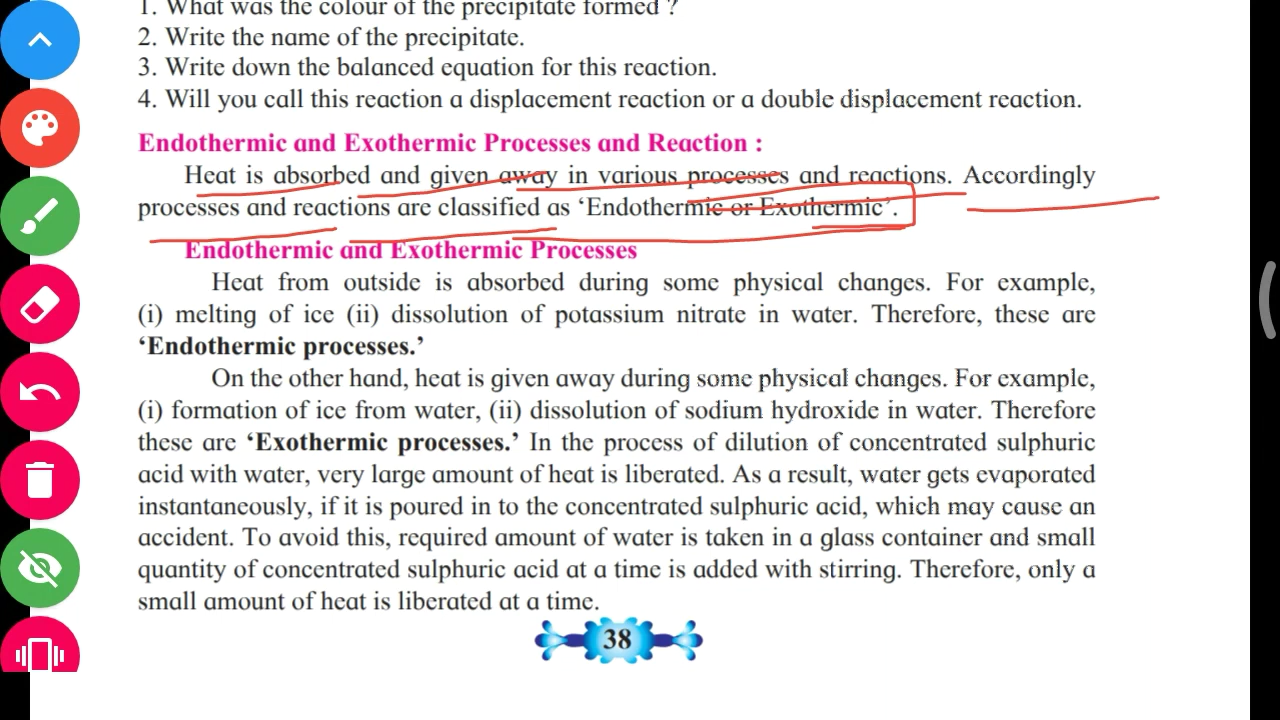 1. What was the colour of the precipitate formed ?
2. Write the name of the precipitate.
3. Write down the balanced equation for this reaction.
4. Will you call this reaction a displacement reaction or a double displacement reaction.
Endothermic and Exothermic Processes and Reaction :
Heat is absorbed and given away in various processes and reactions. Accordingly
processes and reactions are classified as ‘Endothermic or Exothermic’.
Endothermic and Exothermic Processes
Heat from outside is absorbed during some physical changes. For example,
(i) melting of ice (ii) dissolution of potassium nitrate in water. Therefore, these are
‘Endothermic processes.’
On the other hand, heat is given away during some physical changes. For example,
(i) formation of ice from water, (ii) dissolution of sodium hydroxide in water. Therefore
these are ‘Exothermic processes.’ In the process of dilution of concentrated sulphuric
acid with water, very large amount of heat is liberated. As a result, water gets evaporated
instantaneously, if it is poured in to the concentrated sulphuric acid, which may cause an
accident. To avoid this, required amount of water is taken in a glass container and small
quantity of concentrated sulphuric acid at a time is added with stirring. Therefore, only a
small amount of heat is liberated at a time.
38